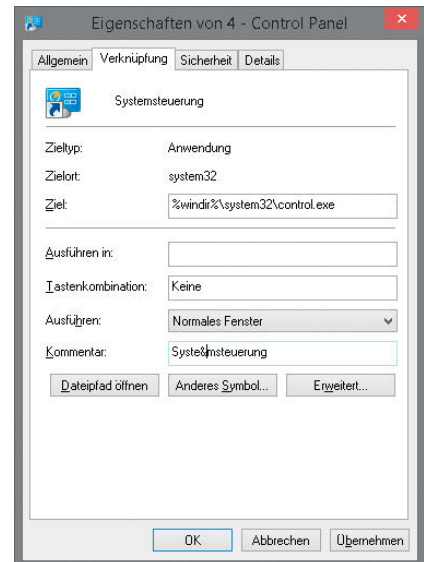 Eigenschaften von 4 - Control Panel
Allgemein Verknüpfung Sicherheit Details
Systemsteuerung
Zieltyp: Anwendung
Zielort: system32
Ziel: %windir%\system32\control.exe
Ausführen in:
Tastenkombination: Keine
Ausführen: Normales Fenster
Kommentar: Syste&msteuerung
Dateipfad öffnen Anderes Symbol... Erweitert...
OK Abbrechen Übernehmen